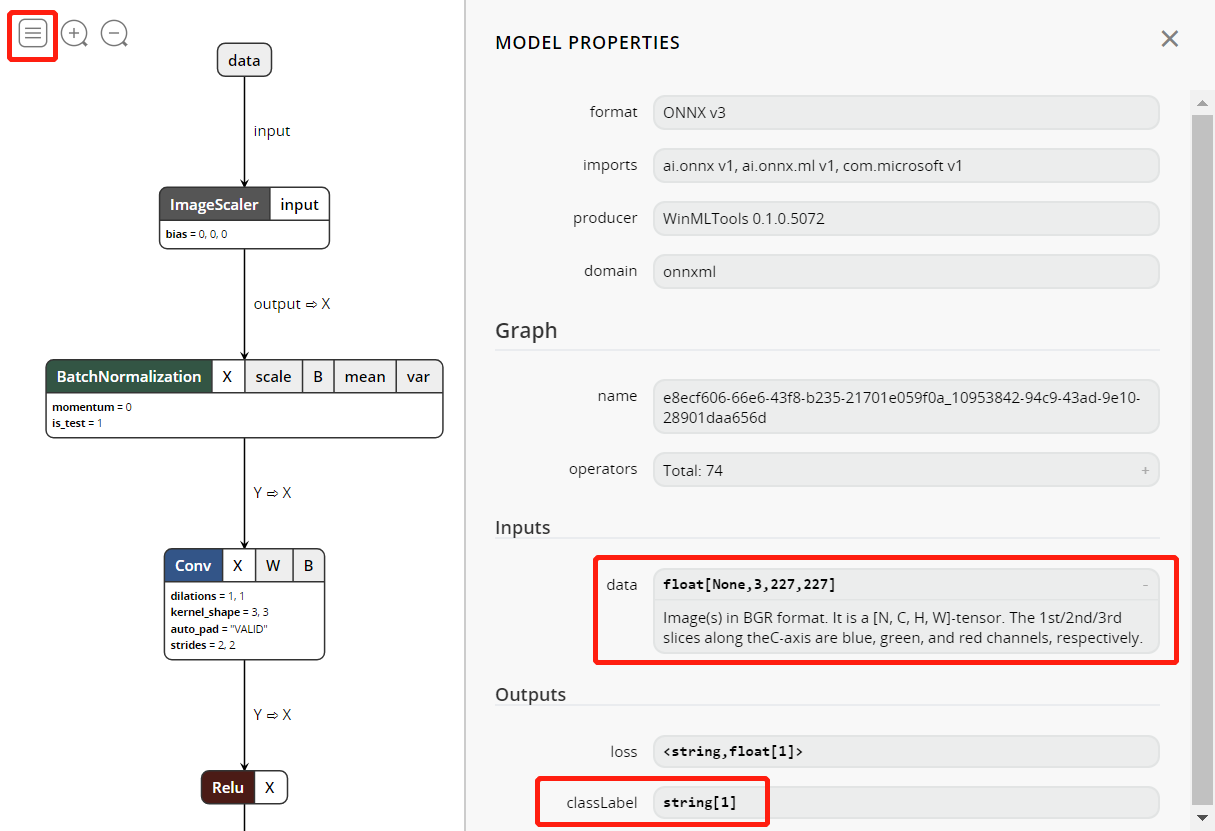 data
input
ImageScaler input
bias = 0, 0, 0
output ⇨ X
BatchNormalization X scale B mean var
momentum = 0
is_test = 1
Y ⇨ X
Conv X W B
dilations = 1, 1
kernel_shape = 3, 3
auto_pad = "VALID"
strides = 2, 2
Y ⇨ X
Relu X
MODEL PROPERTIES
format ONNX v3
imports ai.onnx v1, ai.onnx.ml v1, com.microsoft v1
producer WinMLTools 0.1.0.5072
domain onnxml
Graph
name e8ecf606-66e6-43f8-b235-21701e059f0a_10953842-94c9-43ad-9e10-
28901daa656d
operators Total: 74 +
Inputs
data float[None,3,227,227] -
Image(s) in BGR format. It is a [N, C, H, W]-tensor. The 1st/2nd/3rd
slices along theC-axis are blue, green, and red channels, respectively.
Outputs
loss <string,float[1]>
classLabel string[1]